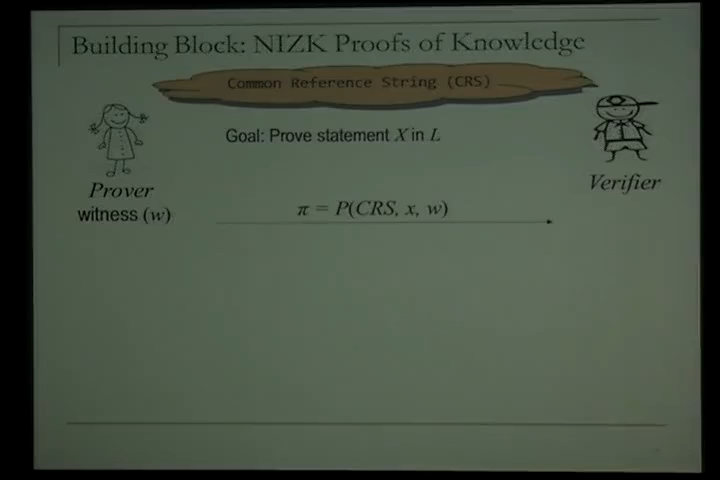 Building Block: NIZK Proofs of Knowledge
Common Reference String (CRS)
Goal: Prove statement X in L
Prover
witness (w)
π = P(CRS, x, w)
Verifier